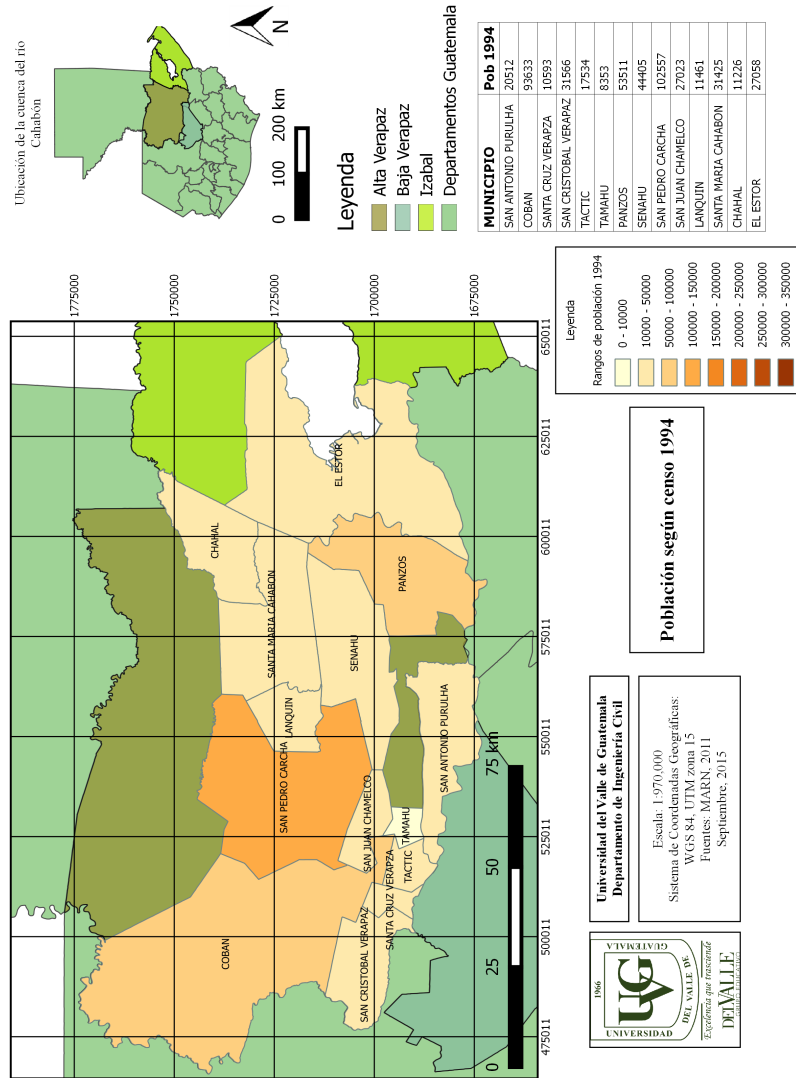 Ubicación de la cuenca del rio
Cahabón
N
0 100 200 km
Leyenda
Alta Verapaz
Baja Verapaz
Izabal
Departamentos Guatemala
MUNICIPIO Pob 1994
SAN ANTONIO PURULHA 20512
COBAN 93633
SANTA CRUZ VERAPZA 10593
SAN CRISTOBAL VERAPAZ 31566
TACTIC 17534
TAMAHU 8353
PANZOS 53511
SENAHU 44405
SAN PEDRO CARCHA 102557
SAN JUAN CHAMELCO 27023
LANQUIN 11461
SANTA MARIA CAHABON 31425
CHAHAL 11226
EL ESTOR 27058
1775000
1750000
1725000
1700000
1675000
475011
500011
525011
550011
575011
600011
625011
650011
COBAN
SAN PEDRO CARCHA
LANQUIN
SANTA MARIA CAHABON
CHAHAL
EL ESTOR
PANZOS
SENAHU
SAN JUAN CHAMELCO
SAN CRISTOBAL VERAPAZ
SANTA CRUZ VERAPZA
TACTIC
TAMAHU
SAN ANTONIO PURULHA
0 25 50 75 km
Leyenda
Rangos de población 1994
0 - 10000
10000 - 50000
50000 - 100000
100000 - 150000
150000 - 200000
200000 - 250000
250000 - 300000
300000 - 350000
Población según censo 1994
Universidad del Valle de Guatemala
Departamento de Ingeniería Civil
Escala: 1:970,000
Sistema de Coordenadas Geográficas:
WGS 84, UTM zona 15
Fuentes: MARN, 2011
Septiembre, 2015
1966
UVG
UNIVERSIDAD
DEL VALLE DE
GUATEMALA
Excelencia que trasciende
DELVALLE
GRUPO EDUCATIVO